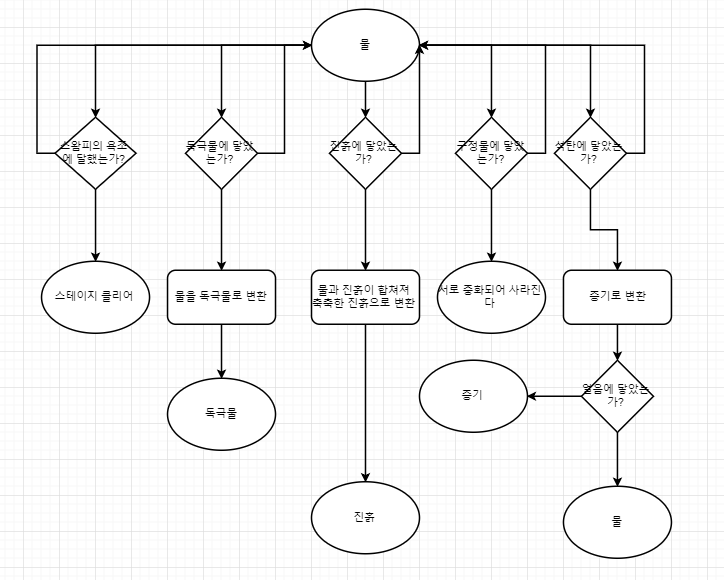 물
스왐피의 욕조
에 달했는가?
독극물에 닿았
는가?
진흙에 닿았는
가?
구정물에 닿았
는가?
석탄에 닿았는
가?
스테이지 클리어
물을 독극물로 변환
물과 진흙이 합쳐져
축축한 진흙으로 변환
서로 중화되어 사라진
다
증기로 변환
얼음에 닿았는
가?
증기
독극물
진흙
물